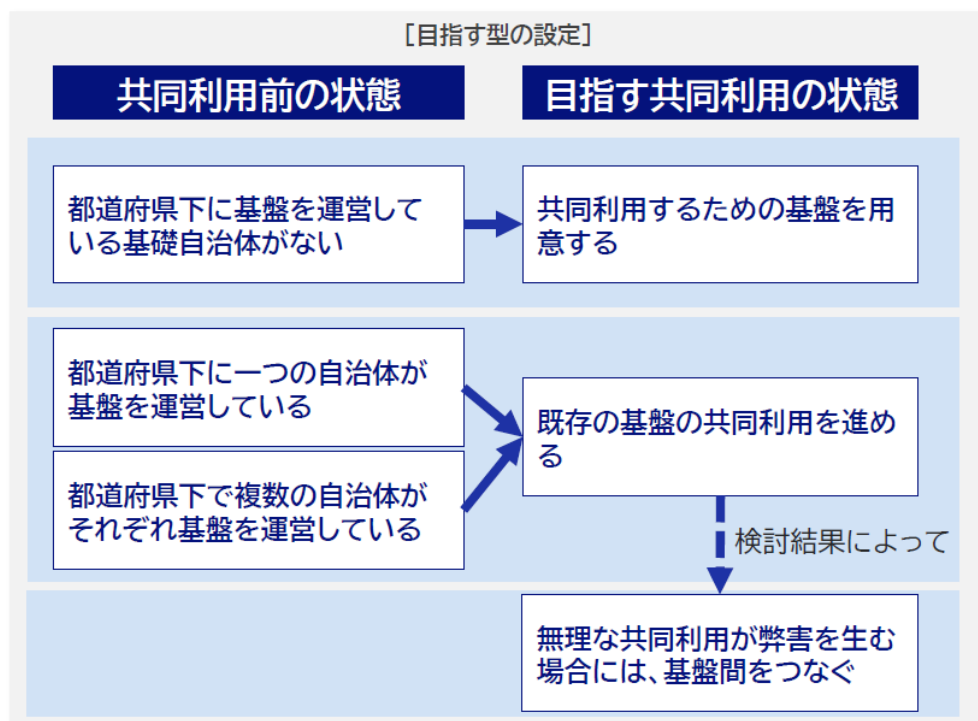 [目指す型の設定]
共同利用前の状態
目指す共同利用の状態
都道府県下に基盤を運営して
いる基礎自治体がない
共同利用するための基盤を用
意する
都道府県下に一つの自治体が
基盤を運営している
都道府県下で複数の自治体が
それぞれ基盤を運営している
既存の基盤の共同利用を進め
る
検討結果によって
無理な共同利用が弊害を生む
場合には、基盤間をつなぐ